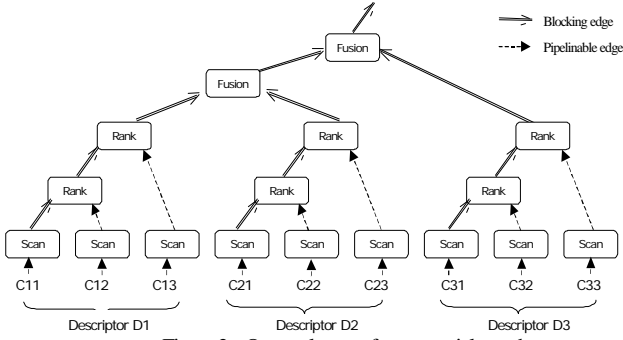 Blocking edge
Fusion
Pipelinable edge
Fusion
Rank Rank Rank
Rank Rank Rank
Scan Scan Scan Scan Scan Scan Scan Scan Scan
C11 C12 C13 C21 C22 C23 C31 C32 C33
Descriptor D1 Descriptor D2 Descriptor D3